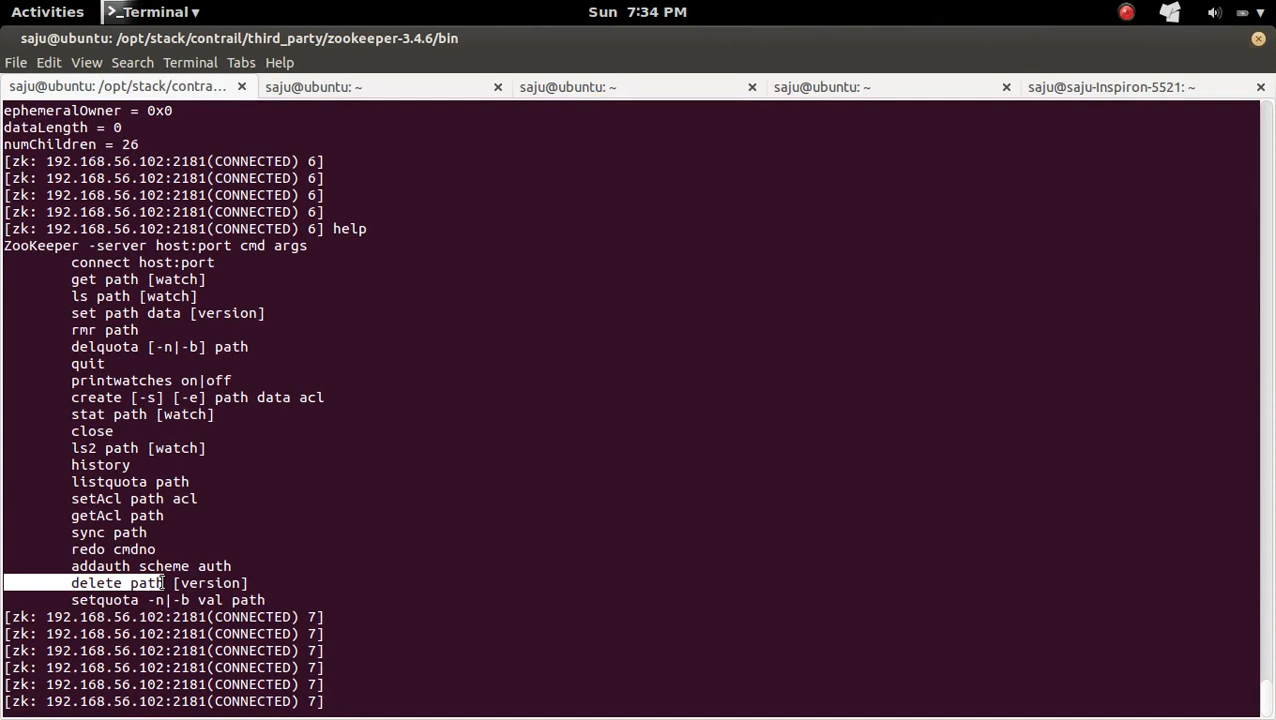 Activities
Terminal ▾
Sun 7:34 PM
saju@ubuntu: /opt/stack/contrail/third_party/zookeeper-3.4.6/bin
File Edit View Search Terminal Tabs Help
saju@ubuntu: /opt/stack/contra...
saju@ubuntu: ~
saju@ubuntu: ~
saju@ubuntu: ~
saju@saju-Inspiron-5521: ~
ephemeralOwner = 0x0
dataLength = 0
numChildren = 26
[zk: 192.168.56.102:2181(CONNECTED) 6]
[zk: 192.168.56.102:2181(CONNECTED) 6]
[zk: 192.168.56.102:2181(CONNECTED) 6]
[zk: 192.168.56.102:2181(CONNECTED) 6]
[zk: 192.168.56.102:2181(CONNECTED) 6] help
ZooKeeper -server host:port cmd args
connect host:port
get path [watch]
ls path [watch]
set path data [version]
rmr path
delquota [-n|-b] path
quit
printwatches on|off
create [-s] [-e] path data acl
stat path [watch]
close
ls2 path [watch]
history
listquota path
setAcl path acl
getAcl path
sync path
redo cmdno
addauth scheme auth
delete path [version]
setquota -n|-b val path
[zk: 192.168.56.102:2181(CONNECTED) 7]
[zk: 192.168.56.102:2181(CONNECTED) 7]
[zk: 192.168.56.102:2181(CONNECTED) 7]
[zk: 192.168.56.102:2181(CONNECTED) 7]
[zk: 192.168.56.102:2181(CONNECTED) 7]
[zk: 192.168.56.102:2181(CONNECTED) 7]